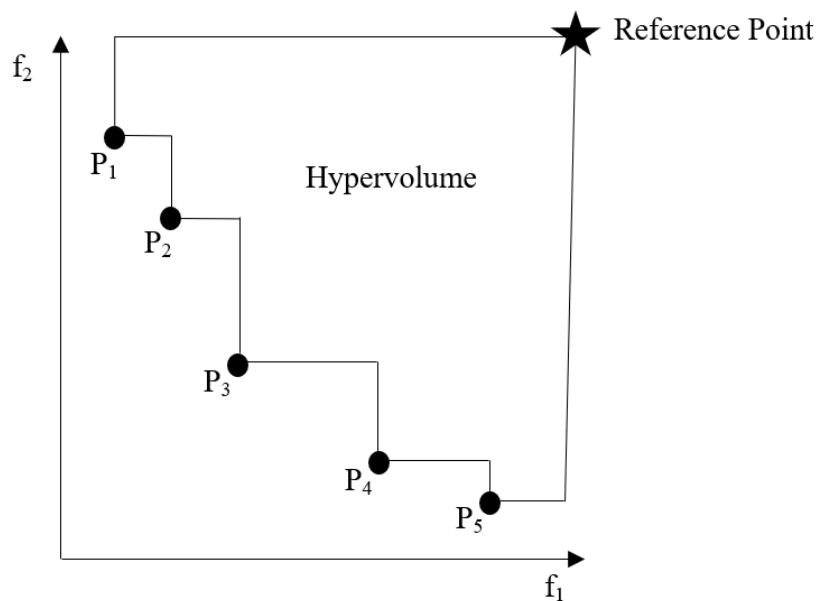 Reference Point
f₂
P₁
Hypervolume
P₂
P₃
P₄
P₅
f₁